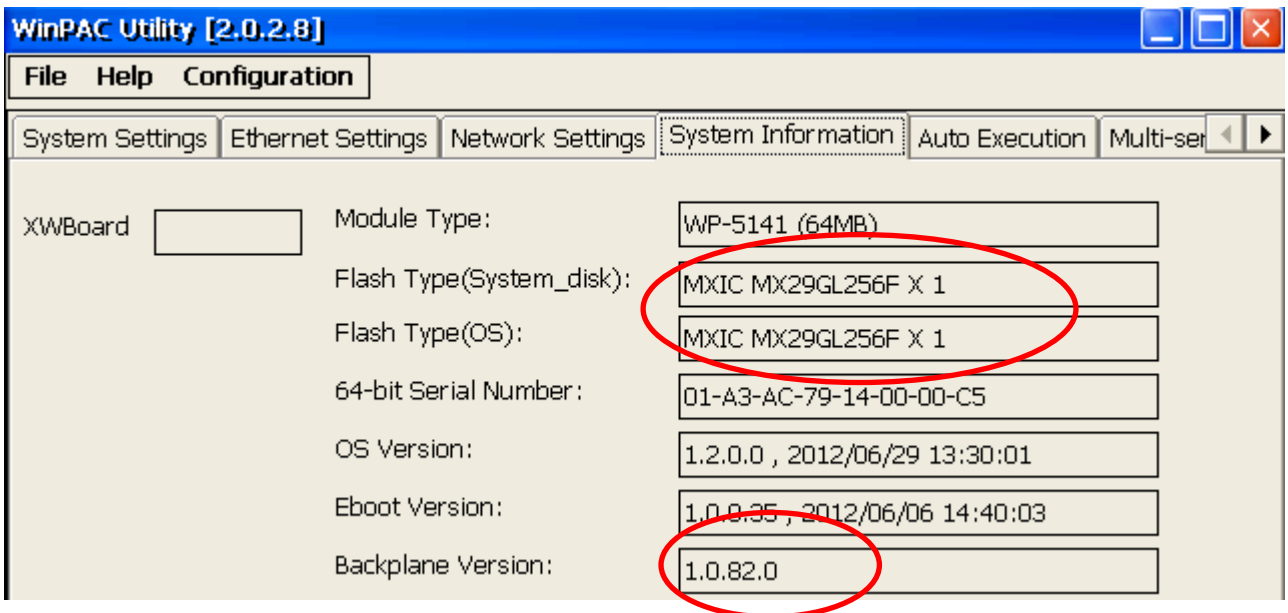 WinPAC Utility [2.0.2.8]
File Help Configuration
System Settings Ethernet Settings Network Settings System Information Auto Execution Multi-ser
XWBoard Module Type: WP-5141 (64MB)
Flash Type(System_disk): MXIC MX29GL256F X 1
Flash Type(OS): MXIC MX29GL256F X 1
64-bit Serial Number: 01-A3-AC-79-14-00-00-C5
OS Version: 1.2.0.0 , 2012/06/29 13:30:01
Eboot Version: 1.0.0.35 , 2012/06/06 14:40:03
Backplane Version: 1.0.82.0